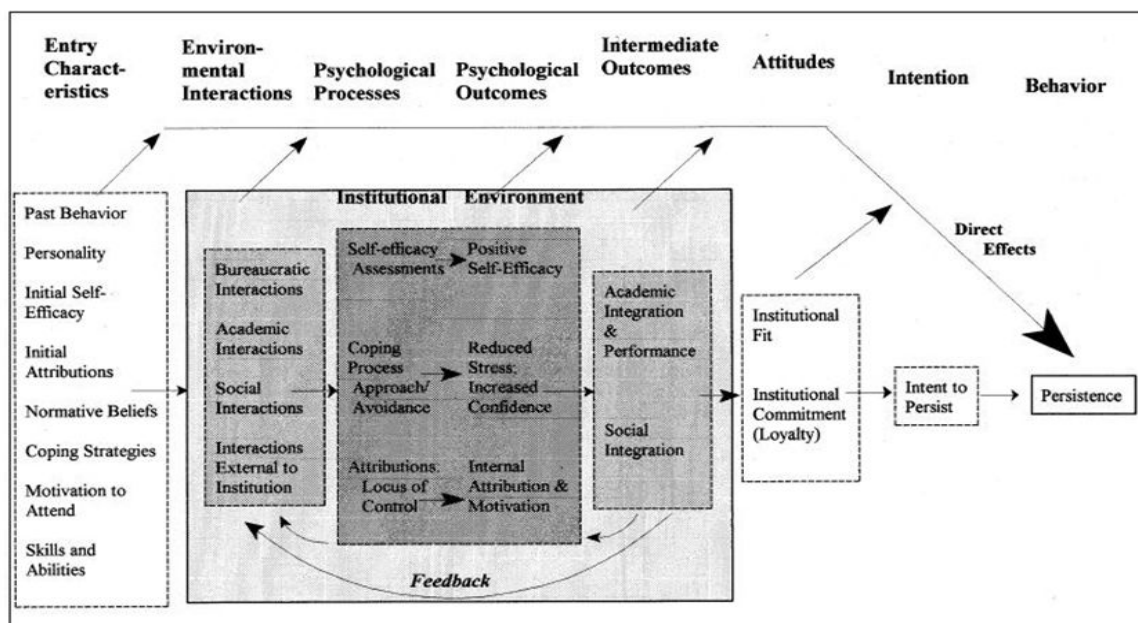 Entry
Charact-
eristics
Environ-
mental
Interactions
Psychological
Processes
Psychological
Outcomes
Intermediate
Outcomes
Attitudes
Intention
Behavior
Past Behavior
Personality
Initial Self-
Efficacy
Initial
Attributions
Normative Beliefs
Coping Strategies
Motivation to
Attend
Skills and
Abilities
Institutional Environment
Bureaucratic
Interactions
Academic
Interactions
Social
Interactions
Interactions
External to
Institution
Self-efficacy
Assessments
Positive
Self-Efficacy
Coping
Process
Approach/
Avoidance
Reduced
Stress;
Increased
Confidence
Attributions:
Locus of
Control
Internal
Attribution &
Motivation
Feedback
Academic
Integration
&
Performance
Social
Integration
Institutional
Fit
Institutional
Commitment
(Loyalty)
Direct
Effects
Intent to
Persist
Persistence